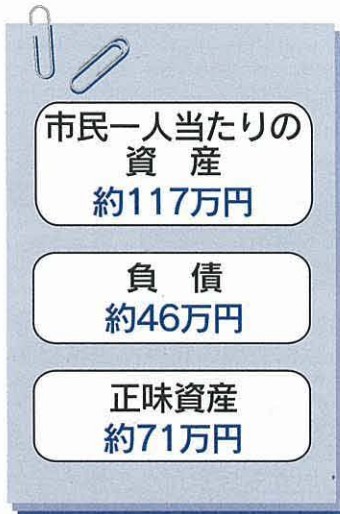 市民一人当たりの
資　産
約117万円
負　債
約46万円
正味資産
約71万円